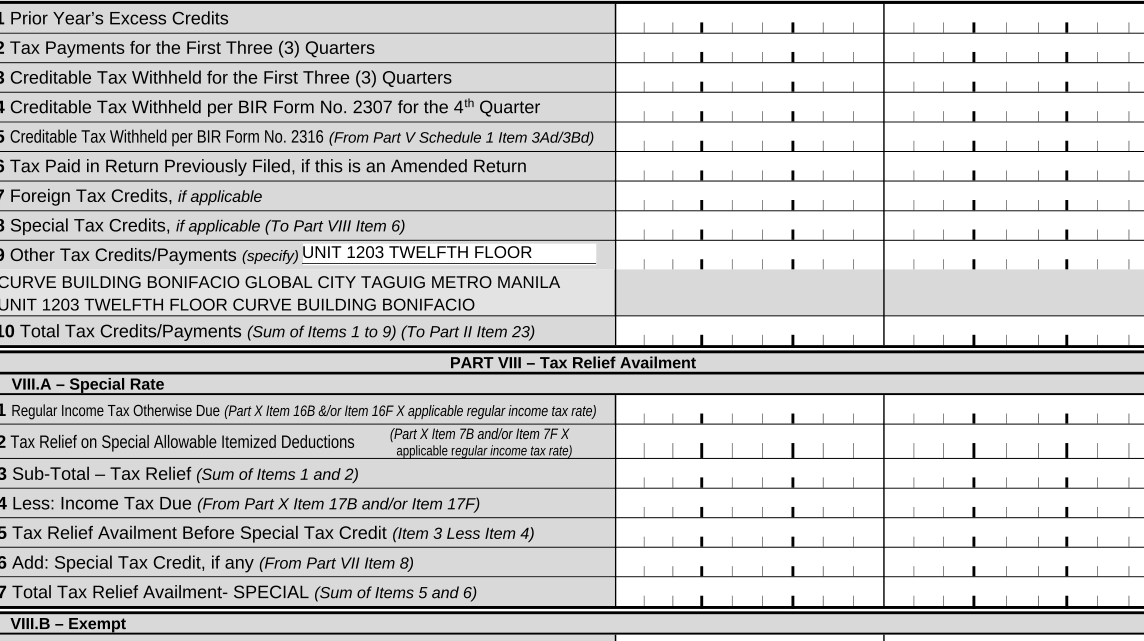 1 Prior Year’s Excess Credits
2 Tax Payments for the First Three (3) Quarters
3 Creditable Tax Withheld for the First Three (3) Quarters
4 Creditable Tax Withheld per BIR Form No. 2307 for the 4th Quarter
5 Creditable Tax Withheld per BIR Form No. 2316 (From Part V Schedule 1 Item 3Ad/3Bd)
6 Tax Paid in Return Previously Filed, if this is an Amended Return
7 Foreign Tax Credits, if applicable
8 Special Tax Credits, if applicable (To Part VIII Item 6)
9 Other Tax Credits/Payments (specify) UNIT 1203 TWELFTH FLOOR
CURVE BUILDING BONIFACIO GLOBAL CITY TAGUIG METRO MANILA
UNIT 1203 TWELFTH FLOOR CURVE BUILDING BONIFACIO
10 Total Tax Credits/Payments (Sum of Items 1 to 9) (To Part II Item 23)
PART VIII – Tax Relief Availment
VIII.A – Special Rate
1 Regular Income Tax Otherwise Due (Part X Item 16B &/or Item 16F X applicable regular income tax rate)
2 Tax Relief on Special Allowable Itemized Deductions (Part X Item 7B and/or Item 7F X
applicable regular income tax rate)
3 Sub-Total – Tax Relief (Sum of Items 1 and 2)
4 Less: Income Tax Due (From Part X Item 17B and/or Item 17F)
5 Tax Relief Availment Before Special Tax Credit (Item 3 Less Item 4)
6 Add: Special Tax Credit, if any (From Part VII Item 8)
7 Total Tax Relief Availment- SPECIAL (Sum of Items 5 and 6)
VIII.B – Exempt